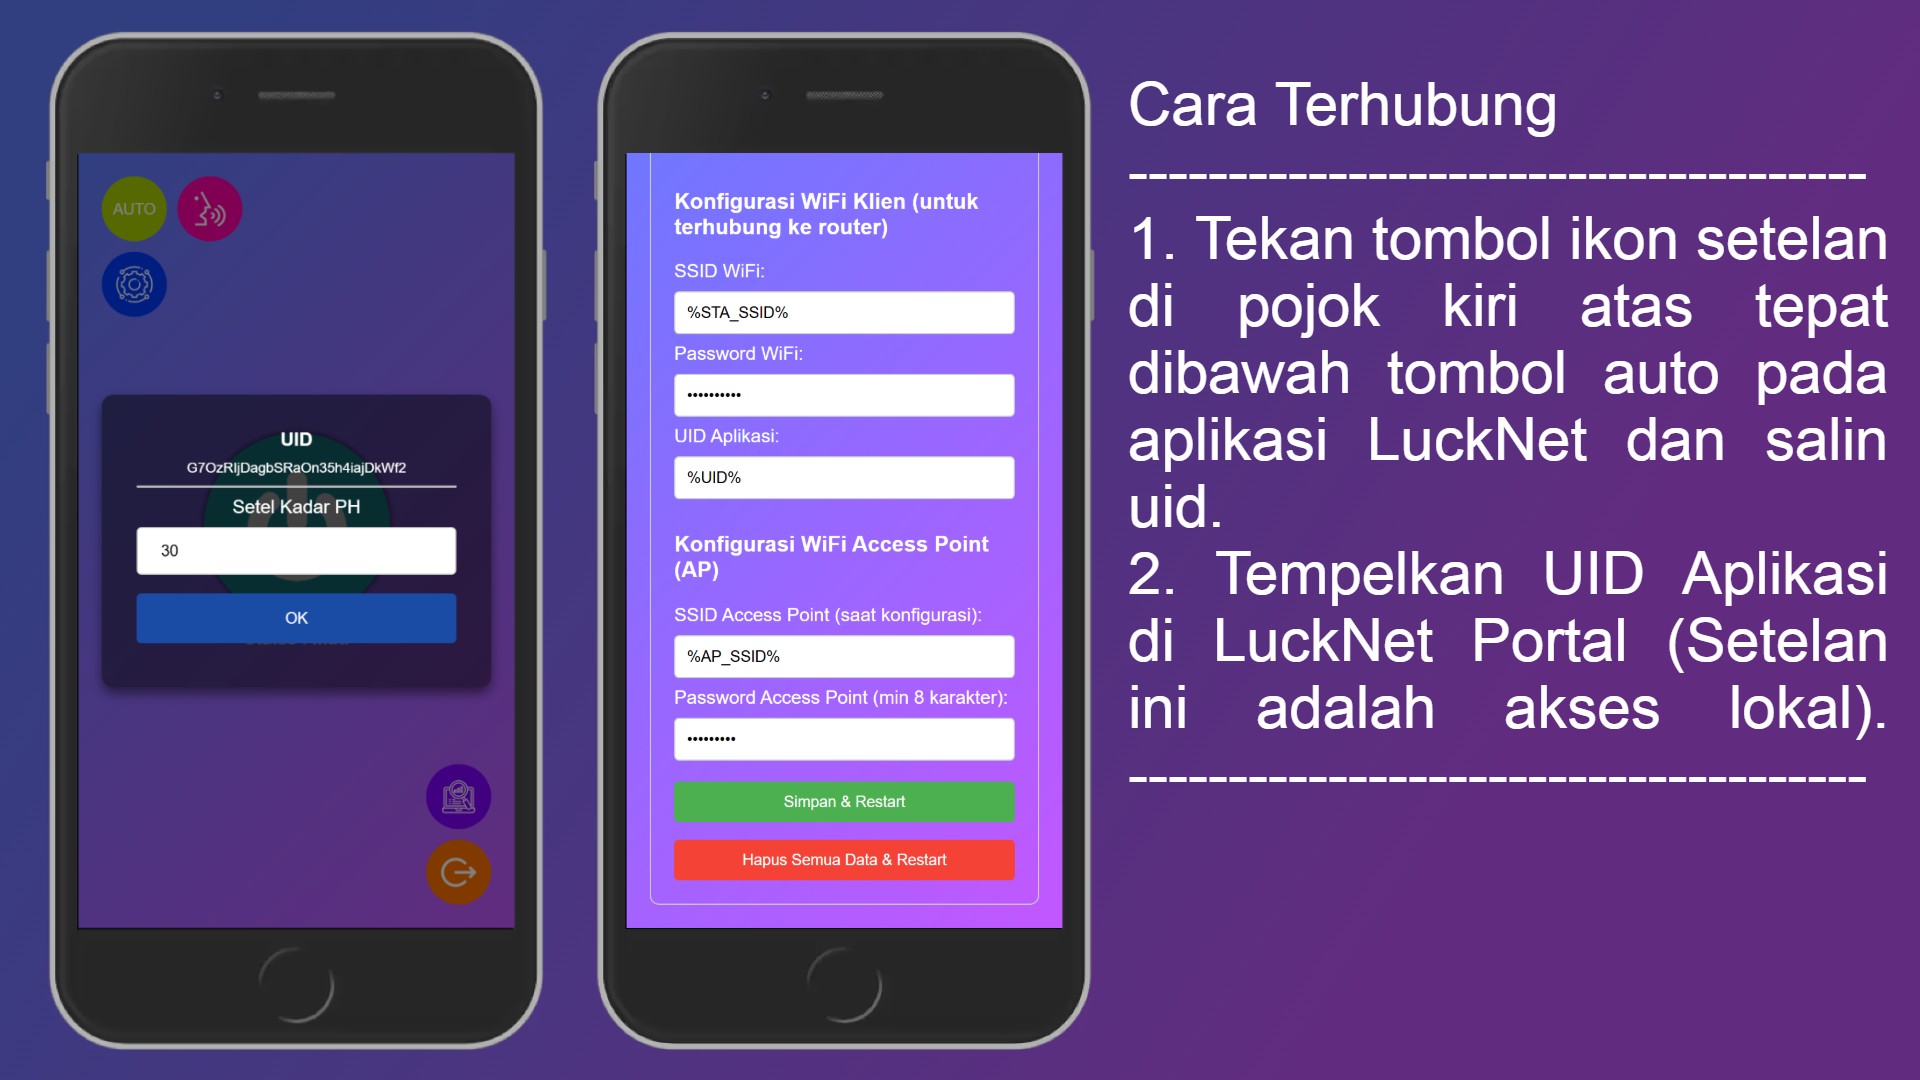 AUTO
UID
G7OzRIjDagbSRaOn35h4iajDkWf2
Setel Kadar PH
30
OK
Konfigurasi WiFi Klien (untuk
terhubung ke router)
SSID WiFi:
%STA_SSID%
Password WiFi:
••••••••••
UID Aplikasi:
%UID%
Konfigurasi WiFi Access Point
(AP)
SSID Access Point (saat konfigurasi):
%AP_SSID%
Password Access Point (min 8 karakter):
•••••••••
Simpan & Restart
Hapus Semua Data & Restart
Cara Terhubung
-------------------------------------
1. Tekan tombol ikon setelan
di pojok kiri atas tepat
dibawah tombol auto pada
aplikasi LuckNet dan salin
uid.
2. Tempelkan UID Aplikasi
di LuckNet Portal (Setelan
ini adalah akses lokal).
-------------------------------------